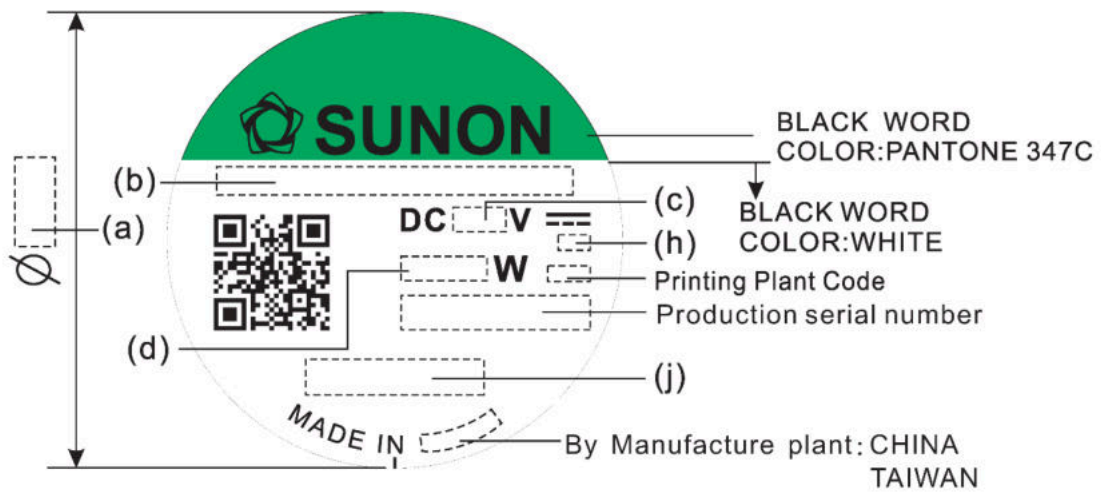 SUNON
BLACK WORD
COLOR:PANTONE 347C
(b)
DC V
(c)
BLACK WORD
COLOR:WHITE
(a)
(h)
Ø
W
Printing Plant Code
Production serial number
(d)
(j)
MADE IN
By Manufacture plant: CHINA
TAIWAN